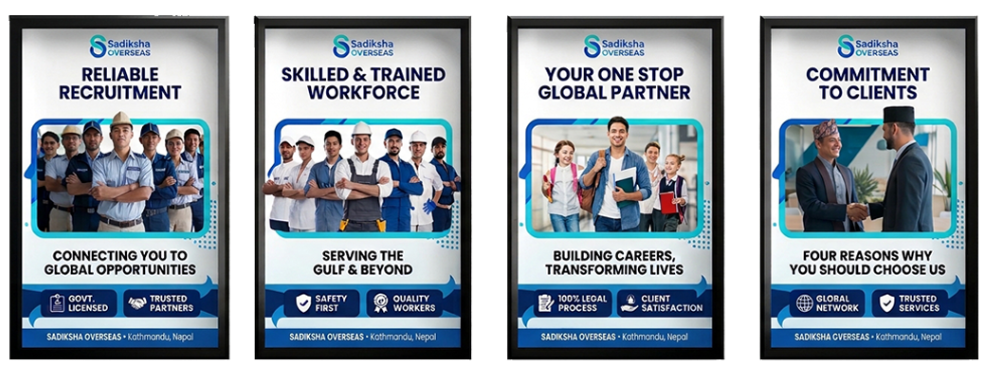 Sadiksha
OVERSEAS
RELIABLE
RECRUITMENT
CONNECTING YOU TO
GLOBAL OPPORTUNITIES
GOVT.
LICENSED
TRUSTED
PARTNERS
SADIKSHA OVERSEAS • Kathmandu, Nepal
Sadiksha
OVERSEAS
SKILLED & TRAINED
WORKFORCE
SERVING THE
GULF & BEYOND
SAFETY
FIRST
QUALITY
WORKERS
SADIKSHA OVERSEAS • Kathmandu, Nepal
Sadiksha
OVERSEAS
YOUR ONE STOP
GLOBAL PARTNER
BUILDING CAREERS,
TRANSFORMING LIVES
100% LEGAL
PROCESS
CLIENT
SATISFACTION
SADIKSHA OVERSEAS • Kathmandu, Nepal
Sadiksha
OVERSEAS
COMMITMENT
TO CLIENTS
FOUR REASONS WHY
YOU SHOULD CHOOSE US
GLOBAL
NETWORK
TRUSTED
SERVICES
SADIKSHA OVERSEAS • Kathmandu, Nepal